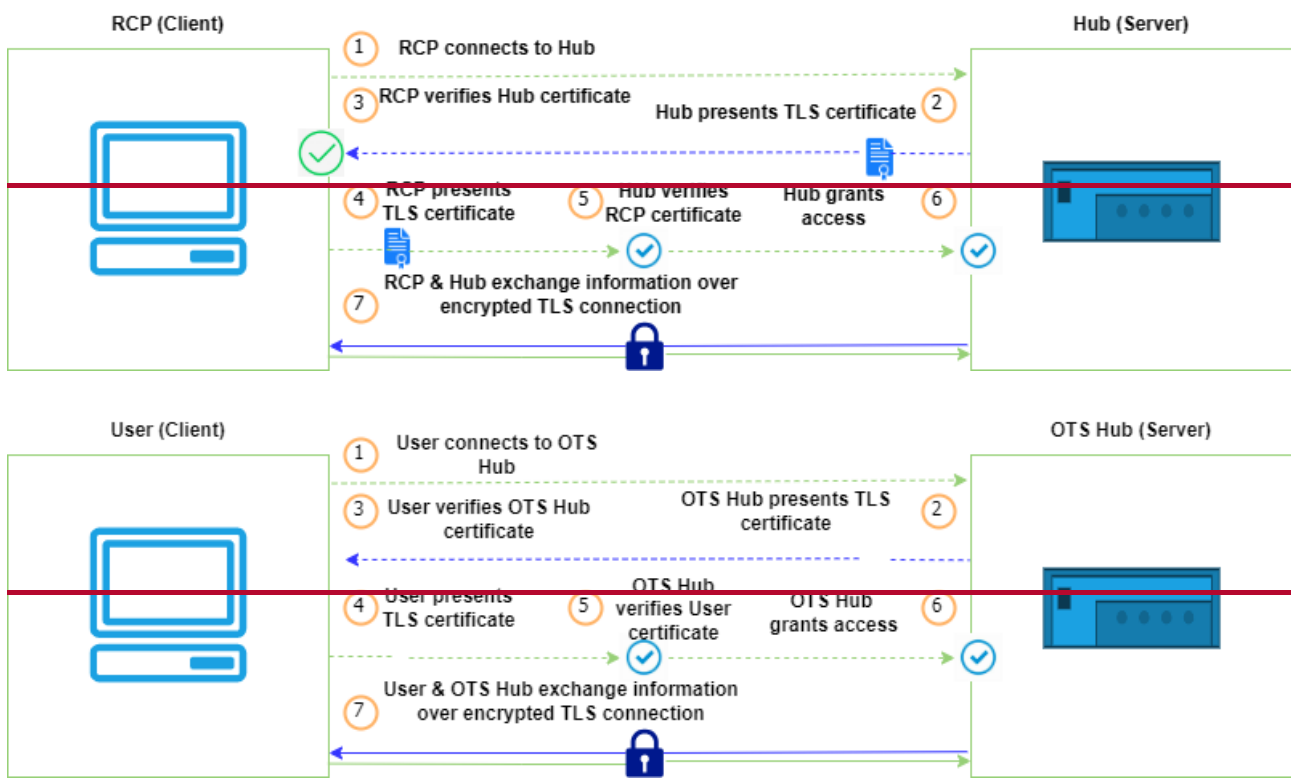 RCP (Client)
Hub (Server)
1
RCP connects to Hub
3
RCP verifies Hub certificate
Hub presents TLS certificate
2
4
RCP presents
TLS certificate
5
Hub verifies
RCP certificate
Hub grants
access
6
7
RCP & Hub exchange information over
encrypted TLS connection
User (Client)
OTS Hub (Server)
1
User connects to OTS
Hub
3
User verifies OTS Hub
certificate
OTS Hub presents TLS
certificate
2
4
User presents
TLS certificate
5
OTS Hub
verifies User
certificate
OTS Hub
grants access
6
7
User & OTS Hub exchange information
over encrypted TLS connection